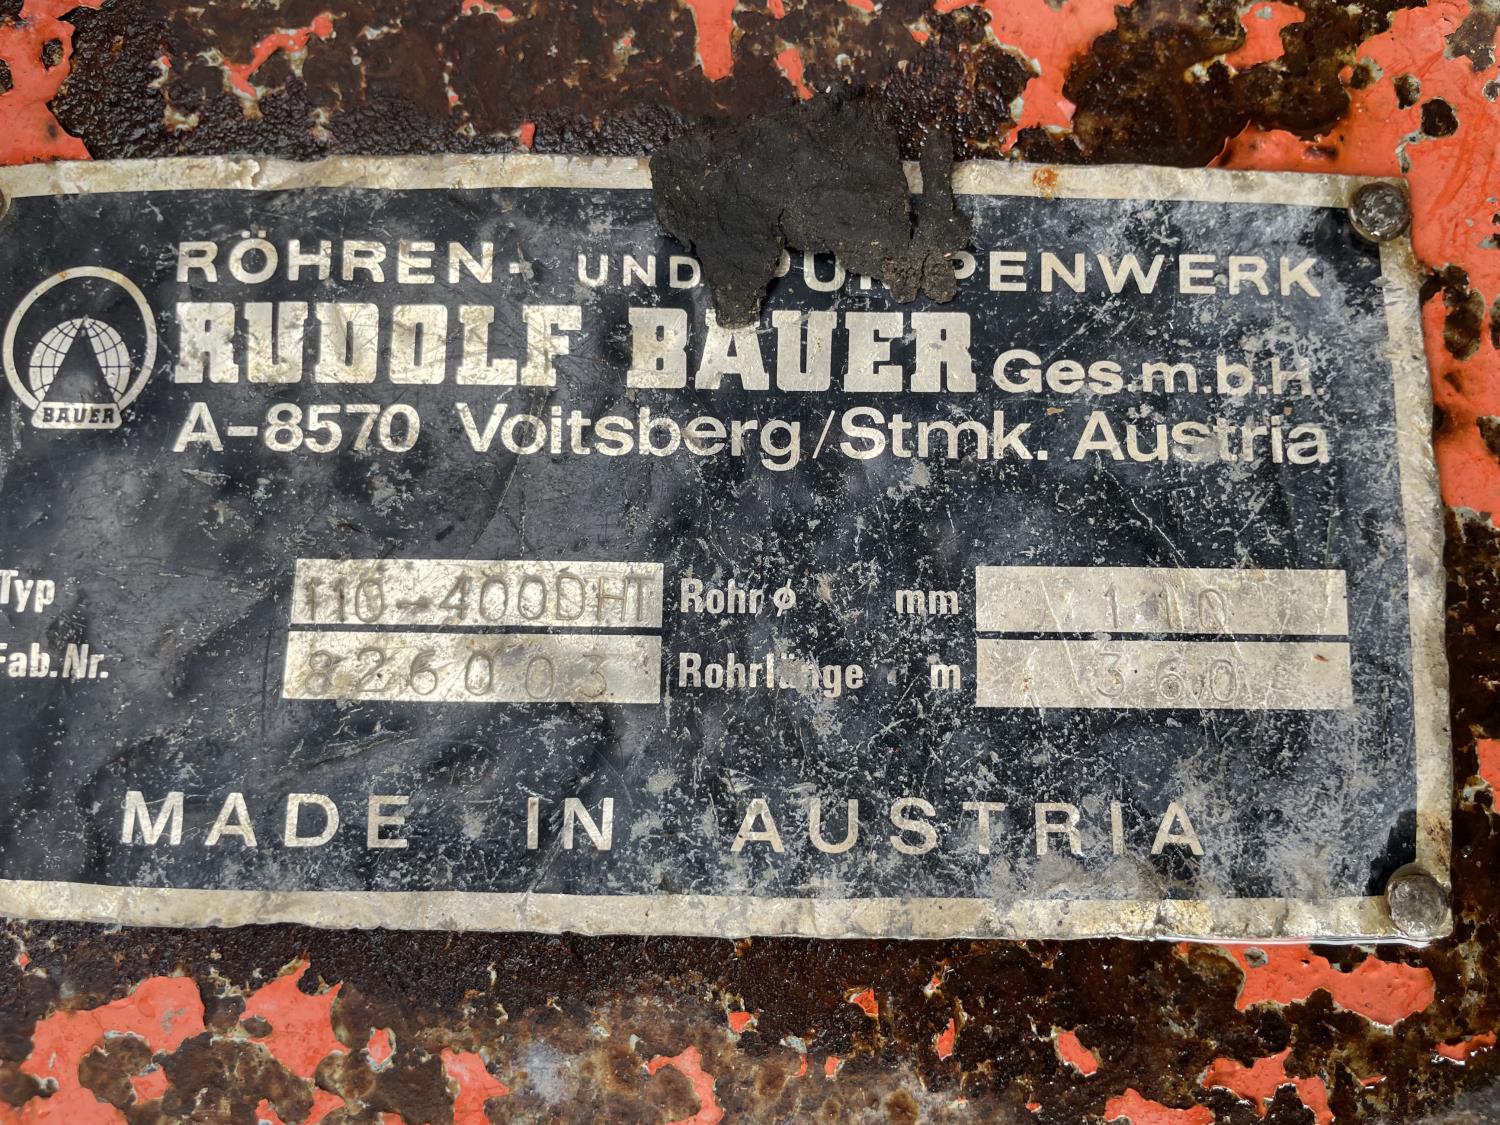 RÖHREN- UND PUMPENWERK
BAUER
RUDOLF BAUER Ges.m.b.H.
A-8570 Voitsberg/Stmk. Austria
Typ 110-400DHT Rohr ϕ mm 110
Fab.Nr. 826003 Rohrlänge m 360
MADE IN AUSTRIA